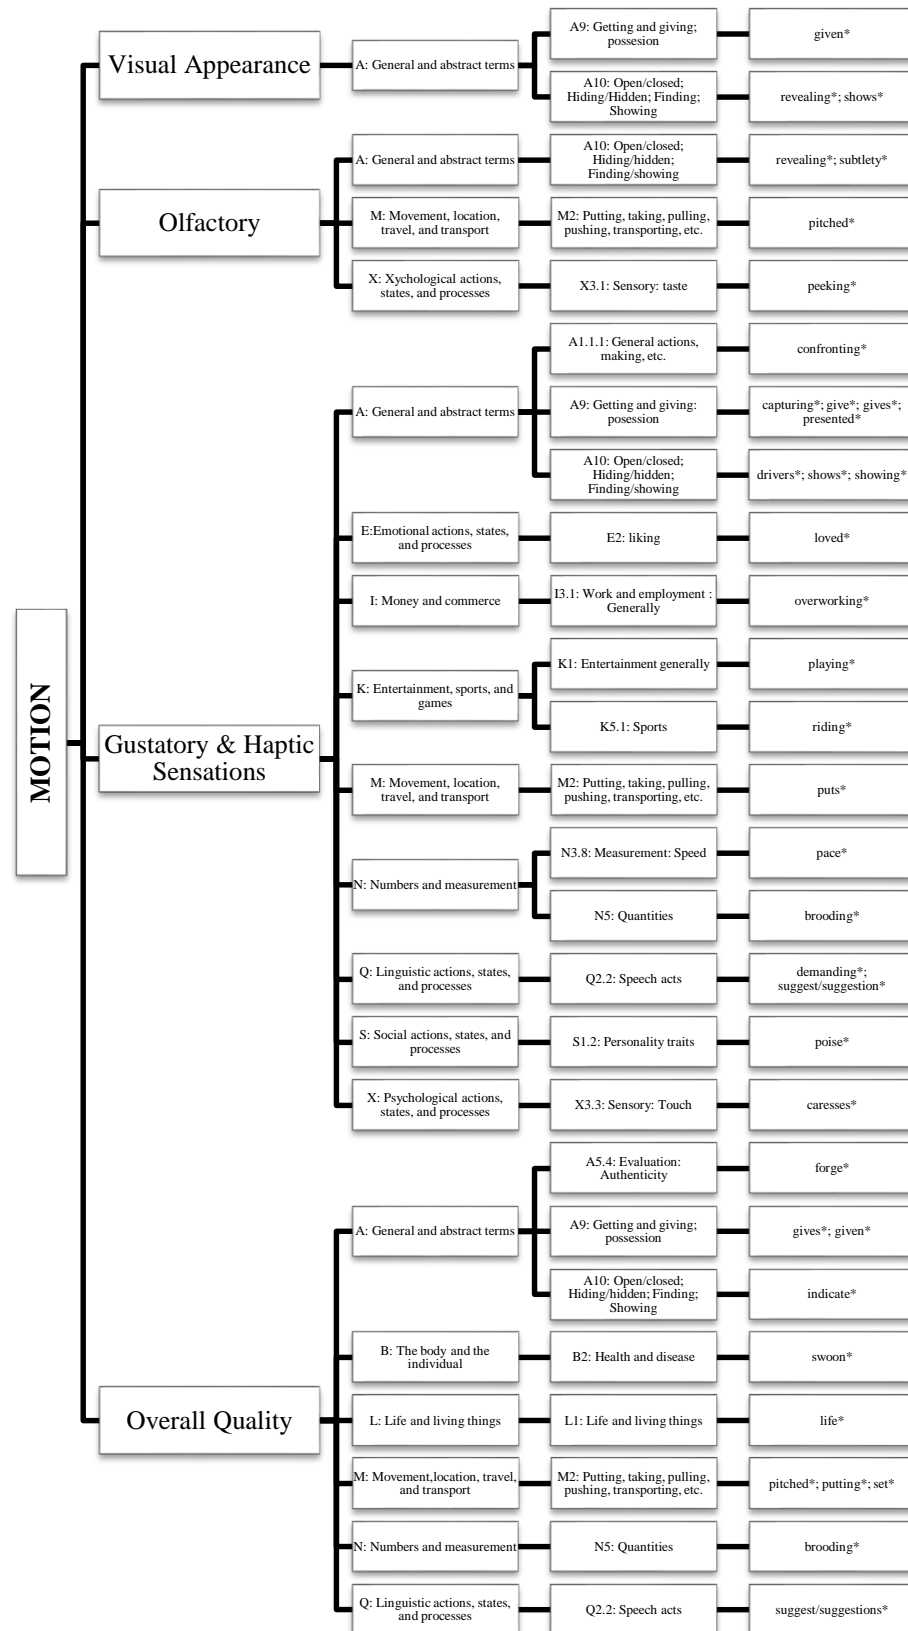 MOTION
Visual Appearance
A: General and abstract terms
A9: Getting and giving;
possesion
given*
A10: Open/closed;
Hiding/Hidden; Finding;
Showing
revealing*; shows*
Olfactory
A: General and abstract terms
A10: Open/closed;
Hiding/hidden;
Finding/showing
revealing*; subtlety*
M: Movement, location,
travel, and transport
M2: Putting, taking, pulling,
pushing, transporting, etc.
pitched*
X: Xychological actions,
states, and processes
X3.1: Sensory: taste
peeking*
Gustatory & Haptic
Sensations
A: General and abstract terms
A1.1.1: General actions,
making, etc.
confronting*
A9: Getting and giving:
posession
capturing*; give*; gives*;
presented*
A10: Open/closed;
Hiding/hidden;
Finding/showing
drivers*; shows*; showing*
E:Emotional actions, states,
and processes
E2: liking
loved*
I: Money and commerce
I3.1: Work and employment :
Generally
overworking*
K: Entertainment, sports, and
games
K1: Entertainment generally
playing*
K5.1: Sports
riding*
M: Movement, location,
travel, and transport
M2: Putting, taking, pulling,
pushing, transporting, etc.
puts*
N: Numbers and measurement
N3.8: Measurement: Speed
pace*
N5: Quantities
brooding*
Q: Linguistic actions, states,
and processes
Q2.2: Speech acts
demanding*;
suggest/suggestion*
S: Social actions, states, and
processes
S1.2: Personality traits
poise*
X: Psychological actions,
states, and processes
X3.3: Sensory: Touch
caresses*
Overall Quality
A: General and abstract terms
A5.4: Evaluation:
Authenticity
forge*
A9: Getting and giving;
possession
gives*; given*
A10: Open/closed;
Hiding/hidden; Finding;
Showing
indicate*
B: The body and the
individual
B2: Health and disease
swoon*
L: Life and living things
L1: Life and living things
life*
M: Movement,location, travel,
and transport
M2: Putting, taking, pulling,
pushing, transporting, etc.
pitched*; putting*; set*
N: Numbers and measurement
N5: Quantities
brooding*
Q: Linguistic actions, states,
and processes
Q2.2: Speech acts
suggest/suggestions*